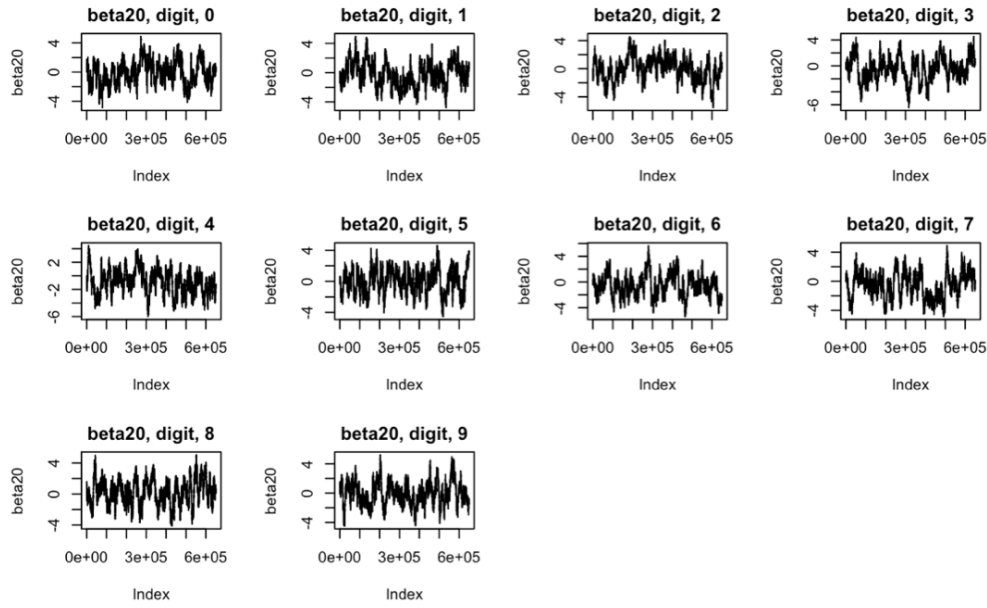 beta20, digit, 0 beta20, digit, 1 beta20, digit, 2 beta20, digit, 3
beta20 beta20 beta20 beta20
4 4 4 4
0 0 0 0
-4 -4 -4 -6
0e+00 3e+05 6e+05 0e+00 3e+05 6e+05 0e+00 3e+05 6e+05 0e+00 3e+05 6e+05
Index Index Index Index
beta20, digit, 4 beta20, digit, 5 beta20, digit, 6 beta20, digit, 7
beta20 beta20 beta20 beta20
2 4 4 4
-2 0 0 0
-6 -4 -4 -4
0e+00 3e+05 6e+05 0e+00 3e+05 6e+05 0e+00 3e+05 6e+05 0e+00 3e+05 6e+05
Index Index Index Index
beta20, digit, 8 beta20, digit, 9
beta20 beta20
4 4
0 0
-4 -4
0e+00 3e+05 6e+05 0e+00 3e+05 6e+05
Index Index